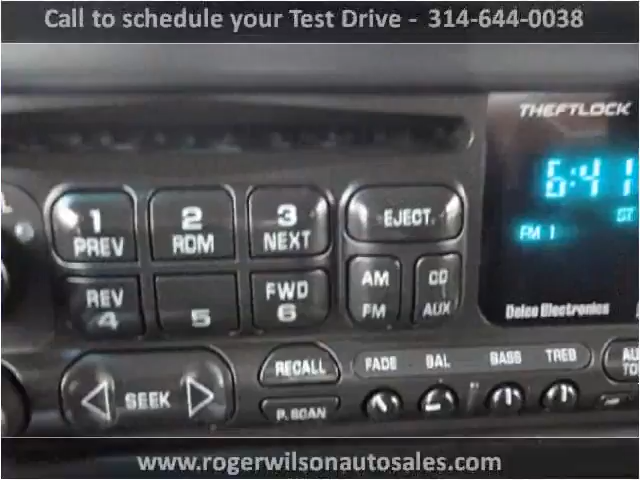 Call to schedule your Test Drive - 314-644-0038
THEFTLOCK
6:41
FM 1
ST
Delco Electronics
1 2 3 EJECT
PREV RDM NEXT
REV FWD AM CD
4 5 6 FM AUX
RECALL FADE BAL BASS TREB
SEEK P.SCAN
www.rogerwilsonautosales.com